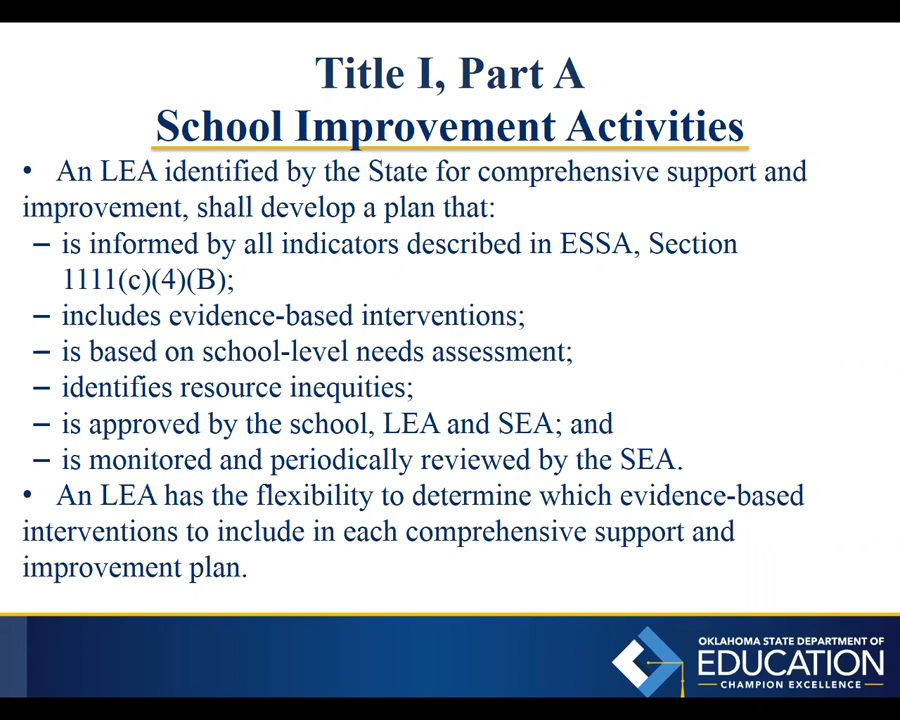 Title I, Part A
School Improvement Activities
• An LEA identified by the State for comprehensive support and
improvement, shall develop a plan that:
– is informed by all indicators described in ESSA, Section
1111(c)(4)(B);
– includes evidence-based interventions;
– is based on school-level needs assessment;
– identifies resource inequities;
– is approved by the school, LEA and SEA; and
– is monitored and periodically reviewed by the SEA.
• An LEA has the flexibility to determine which evidence-based
interventions to include in each comprehensive support and
improvement plan.
OKLAHOMA STATE DEPARTMENT OF
EDUCATION
CHAMPION EXCELLENCE